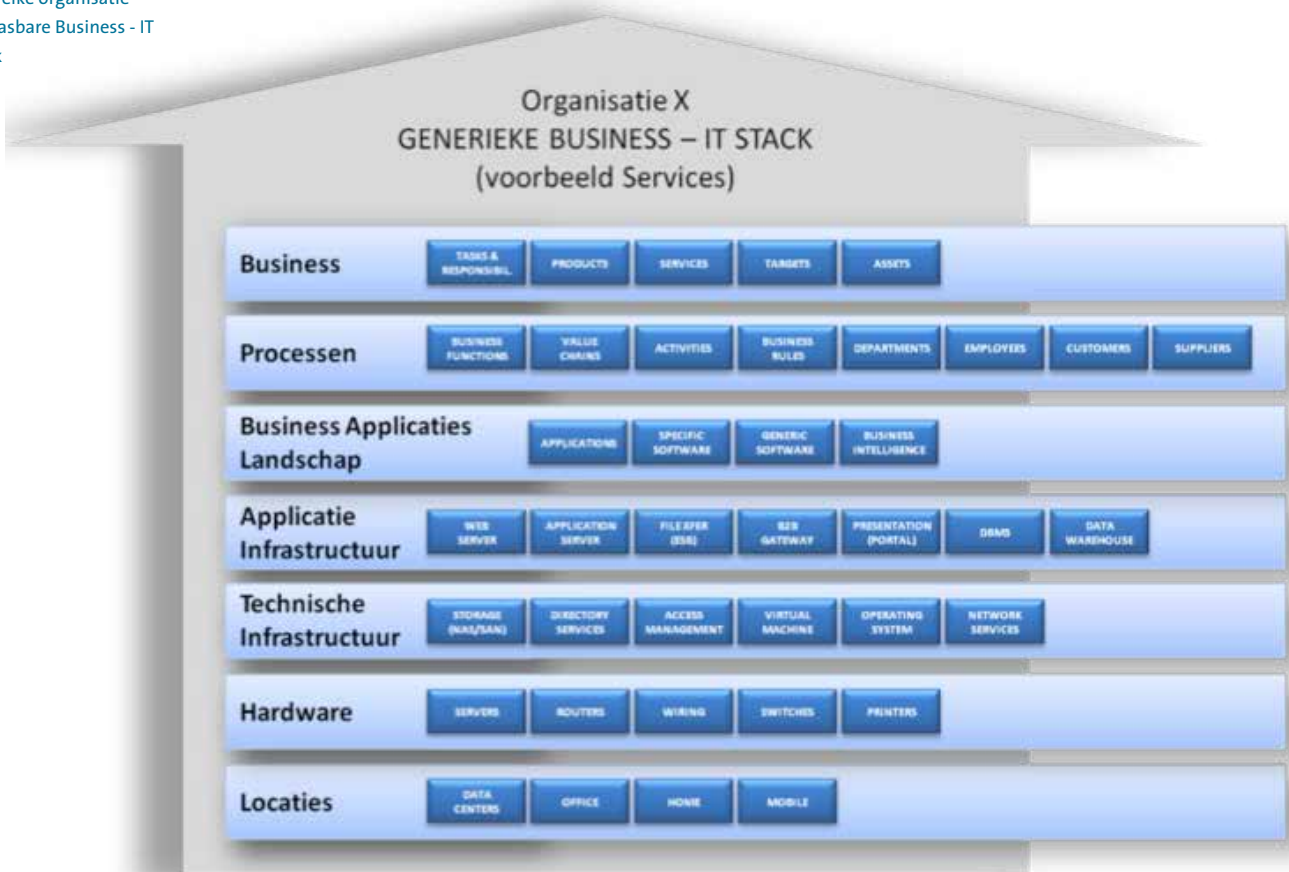 elke organisatie
asbare Business - IT
k
Organisatie X
GENERIEKE BUSINESS – IT STACK
(voorbeeld Services)
Business
TASKS &
RESPONSIBIL.
PRODUCTS
SERVICES
TARGETS
ASSETS
Processen
BUSINESS
FUNCTIONS
VALUE
CHAINS
ACTIVITIES
BUSINESS
RULES
DEPARTMENTS
EMPLOYEES
CUSTOMERS
SUPPLIERS
Business Applicaties
Landschap
APPLICATIONS
SPECIFIC
SOFTWARE
GENERIC
SOFTWARE
BUSINESS
INTELLIGENCE
Applicatie
Infrastructuur
WEB
SERVER
APPLICATION
SERVER
FILE XFER
(ESB)
B2B
GATEWAY
PRESENTATION
(PORTAL)
DBMS
DATA
WAREHOUSE
Technische
Infrastructuur
STORAGE
(NAS/SAN)
DIRECTORY
SERVICES
ACCESS
MANAGEMENT
VIRTUAL
MACHINE
OPERATING
SYSTEM
NETWORK
SERVICES
Hardware
SERVERS
ROUTERS
WIRING
SWITCHES
PRINTERS
Locaties
DATA
CENTERS
OFFICE
HOME
MOBILE